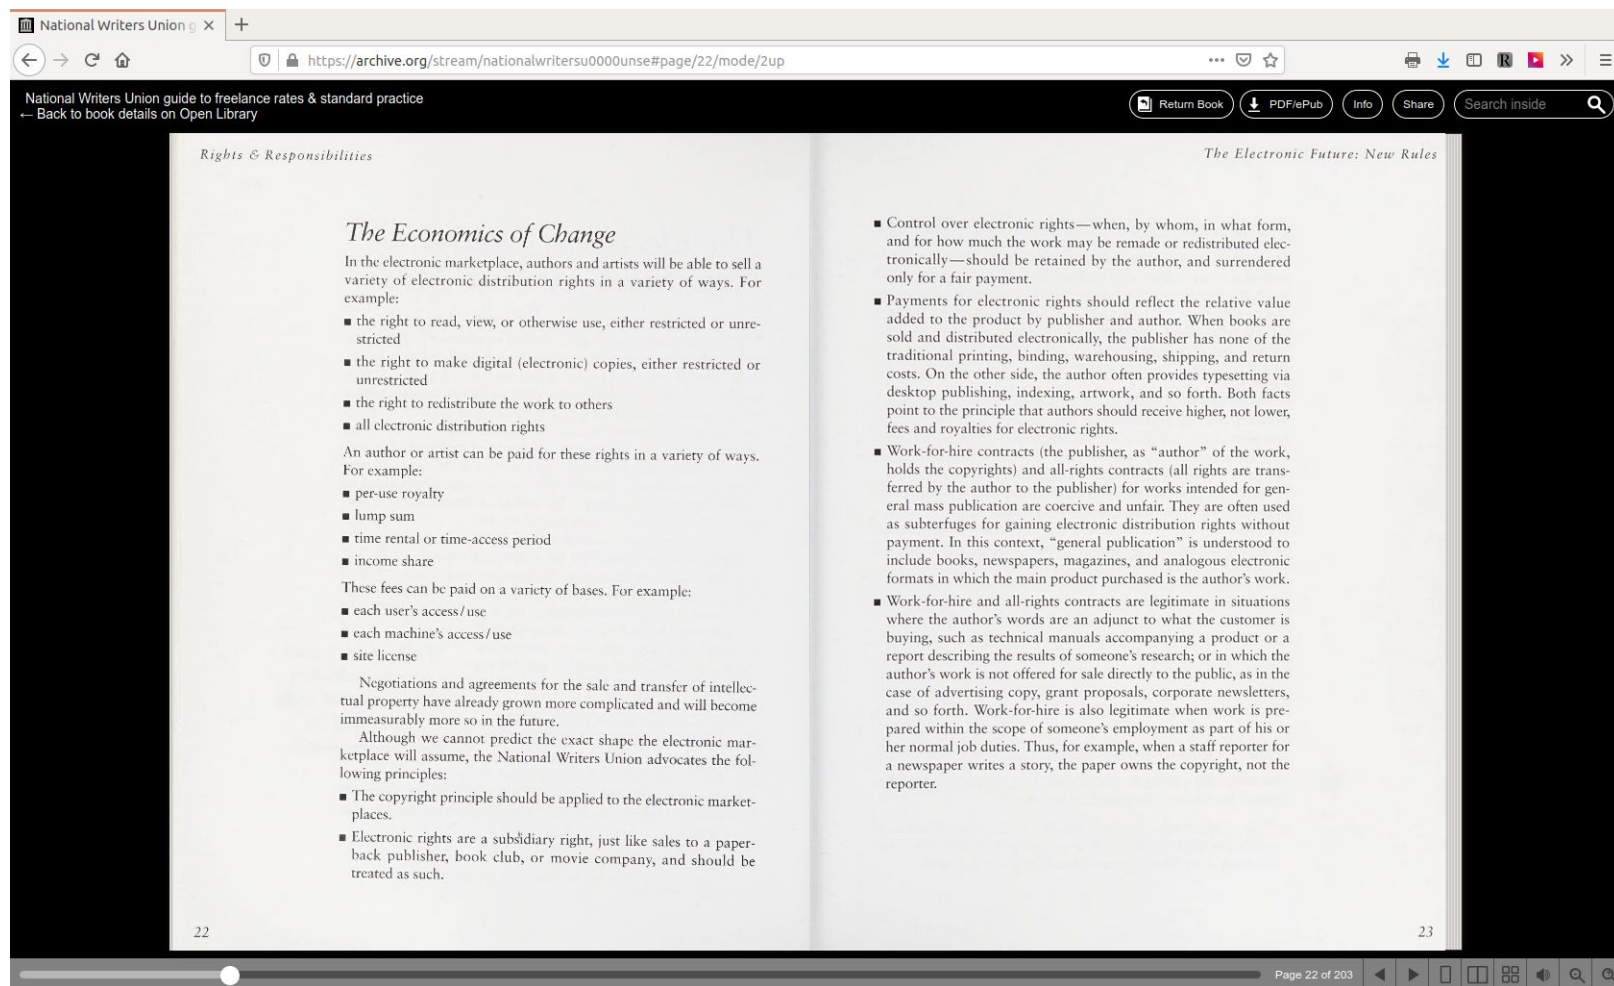 National Writers Union g
https://archive.org/stream/nationalwritersu0000unse#page/22/mode/2up
National Writers Union guide to freelance rates & standard practice
← Back to book details on Open Library
Return Book
PDF/ePub
Info
Share
Search inside
Rights & Responsibilities
The Economics of Change
In the electronic marketplace, authors and artists will be able to sell a
variety of electronic distribution rights in a variety of ways. For
example:
■ the right to read, view, or otherwise use, either restricted or unre-
stricted
■ the right to make digital (electronic) copies, either restricted or
unrestricted
■ the right to redistribute the work to others
■ all electronic distribution rights
An author or artist can be paid for these rights in a variety of ways.
For example:
■ per-use royalty
■ lump sum
■ time rental or time-access period
■ income share
These fees can be paid on a variety of bases. For example:
■ each user's access/use
■ each machine's access/use
■ site license
Negotiations and agreements for the sale and transfer of intellec-
tual property have already grown more complicated and will become
immeasurably more so in the future.
Although we cannot predict the exact shape the electronic mar-
ketplace will assume, the National Writers Union advocates the fol-
lowing principles:
■ The copyright principle should be applied to the electronic market-
places.
■ Electronic rights are a subsidiary right, just like sales to a paper-
back publisher, book club, or movie company, and should be
treated as such.
22
The Electronic Future: New Rules
■ Control over electronic rights—when, by whom, in what form,
and for how much the work may be remade or redistributed elec-
tronically—should be retained by the author, and surrendered
only for a fair payment.
■ Payments for electronic rights should reflect the relative value
added to the product by publisher and author. When books are
sold and distributed electronically, the publisher has none of the
traditional printing, binding, warehousing, shipping, and return
costs. On the other side, the author often provides typesetting via
desktop publishing, indexing, artwork, and so forth. Both facts
point to the principle that authors should receive higher, not lower,
fees and royalties for electronic rights.
■ Work-for-hire contracts (the publisher, as "author" of the work,
holds the copyrights) and all-rights contracts (all rights are trans-
ferred by the author to the publisher) for works intended for gen-
eral mass publication are coercive and unfair. They are often used
as subterfuges for gaining electronic distribution rights without
payment. In this context, "general publication" is understood to
include books, newspapers, magazines, and analogous electronic
formats in which the main product purchased is the author's work.
■ Work-for-hire and all-rights contracts are legitimate in situations
where the author's words are an adjunct to what the customer is
buying, such as technical manuals accompanying a product or a
report describing the results of someone's research; or in which the
author's work is not offered for sale directly to the public, as in the
case of advertising copy, grant proposals, corporate newsletters,
and so forth. Work-for-hire is also legitimate when work is pre-
pared within the scope of someone's employment as part of his or
her normal job duties. Thus, for example, when a staff reporter for
a newspaper writes a story, the paper owns the copyright, not the
reporter.
23
Page 22 of 203